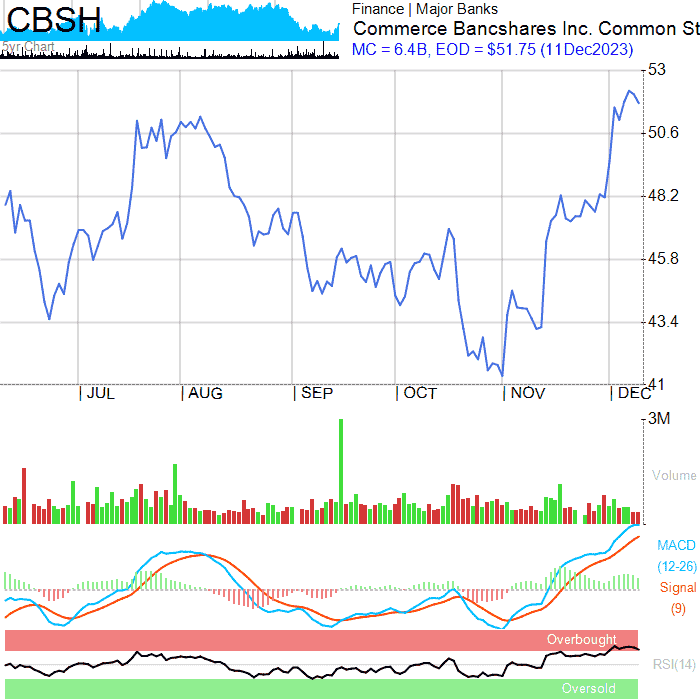 CBSH
5yr Chart
Finance | Major Banks
Commerce Bancshares Inc. Common St
MC = 6.4B, EOD = $51.75 (11Dec2023)
53
50.6
48.2
45.8
43.4
41
JUL
AUG
SEP
OCT
NOV
DEC
3M
Volume
MACD
(12-26)
Signal
(9)
Overbought
RSI(14)
Oversold